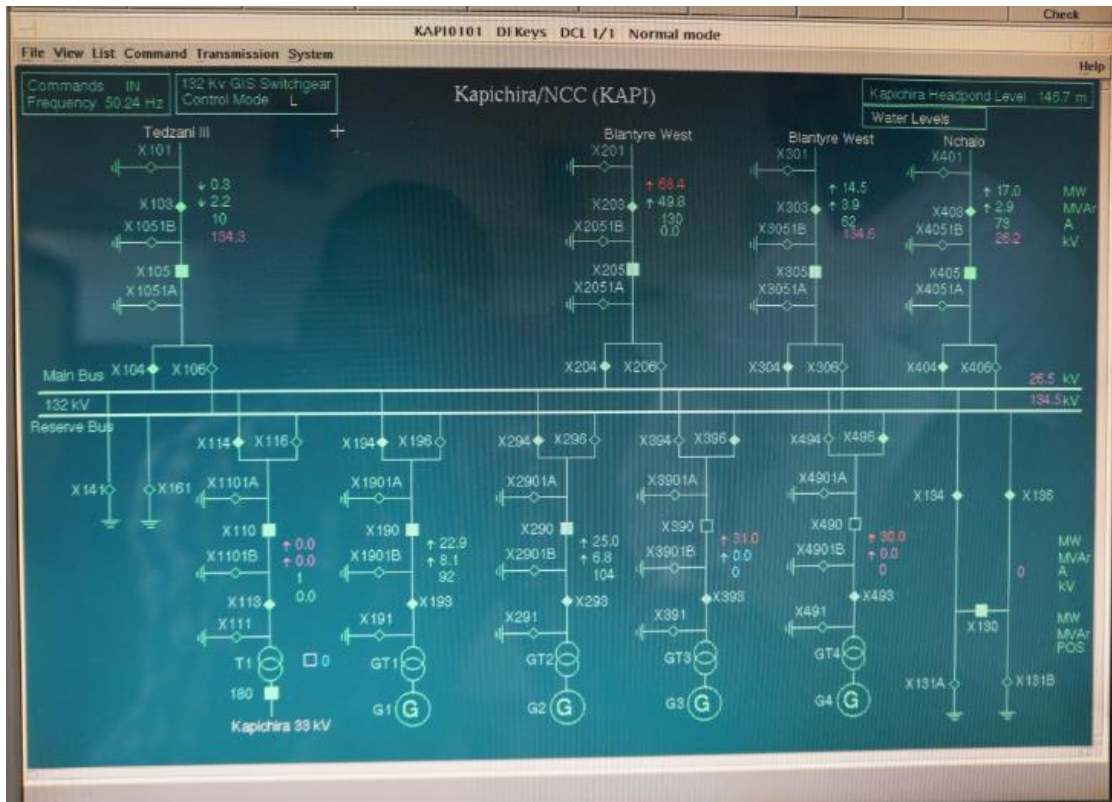 Check
KAPI0101 DFKeys DCL 1/1 Normal mode
File View List Command Transmission System Help
Commands IN
Frequency 50.24 Hz
132 Kv GIS Switchgear
Control Mode L
Kapichira/NCC (KAPI)
Kapichira Headpond Level 146.7 m
Water Levels
Tedzani III
Blantyre West
Blantyre West
Nchalo
X101
X201
X301
X401
X103
0.3
2.2
10
134.3
X203
68.4
49.8
130
0.0
X303
14.5
3.9
62
134.6
X403
17.0
2.9
73
26.2
MW
MVAr
A
kV
X1051B
X2051B
X3051B
X4051B
X105
X205
X305
X405
X1051A
X2051A
X3051A
X4051A
X104 X106
X204 X206
X304 X306
X404 X406
Main Bus
26.5 kV
132 kV
134.5 kV
Reserve Bus
X114 X116
X194 X196
X294 X296
X394 X396
X494 X496
X141 X161
X1101A
X1901A
X2901A
X3901A
X4901A
X134 X136
X110
X190
X290
X390
X490
X1101B
0.0
0.0
1
0.0
X1901B
22.9
8.1
92
X2901B
25.0
6.8
104
X3901B
31.0
0.0
0
X4901B
30.0
0.0
0
0
MW
MVAr
A
kV
X113
X193
X293
X393
X493
X111
X191
X291
X391
X491
X130
MW
MVAr
POS
T1
0
GT1
GT2
GT3
GT4
X131A X131B
180
G1 G
G2 G
G3 G
G4 G
Kapichira 33 kV